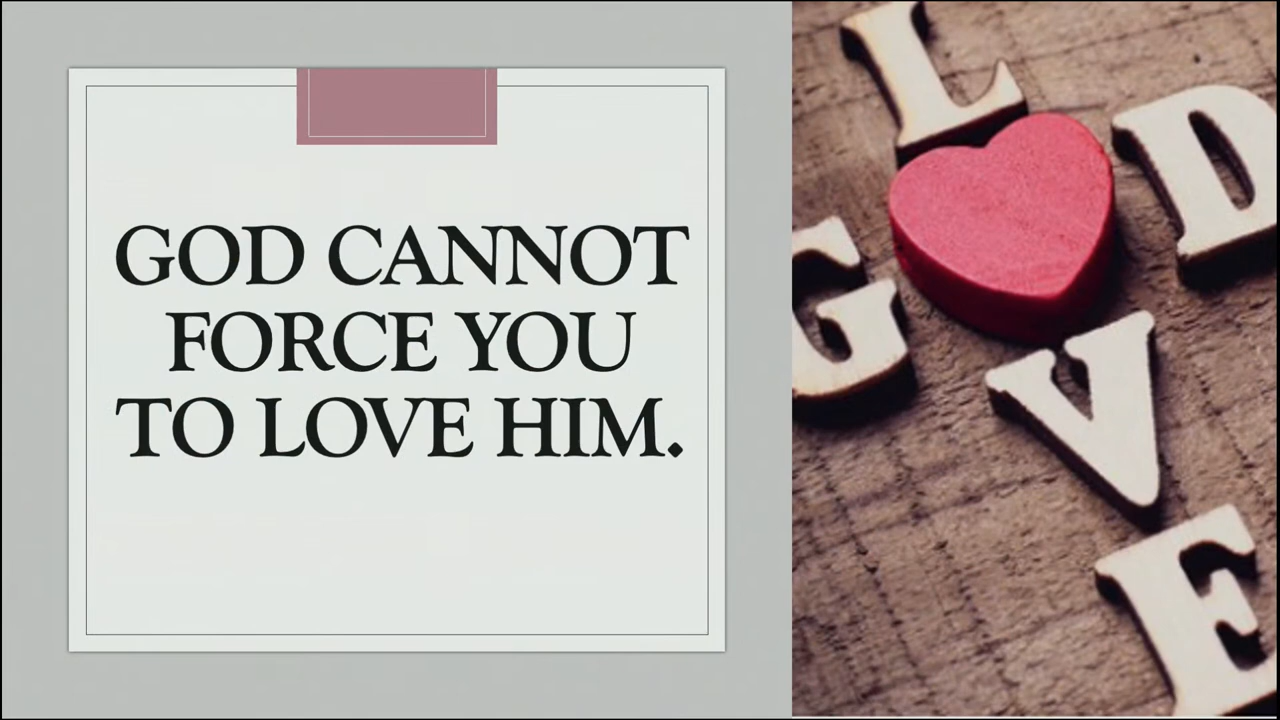 GOD CANNOT
FORCE YOU
TO LOVE HIM.
L
G D
V
E